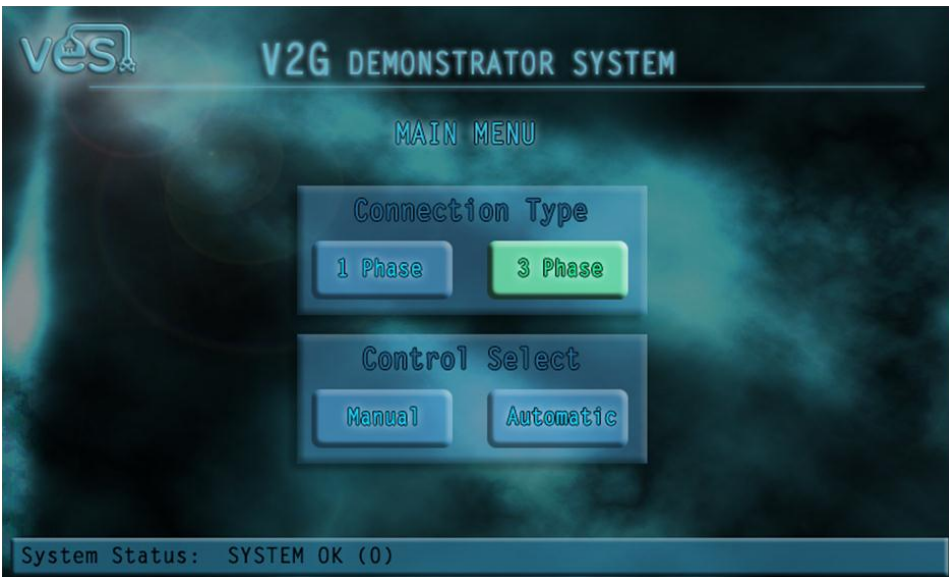 ves
V2G DEMONSTRATOR SYSTEM
MAIN MENU
Connection Type
1 Phase 3 Phase
Control Select
Manual Automatic
System Status: SYSTEM OK (0)